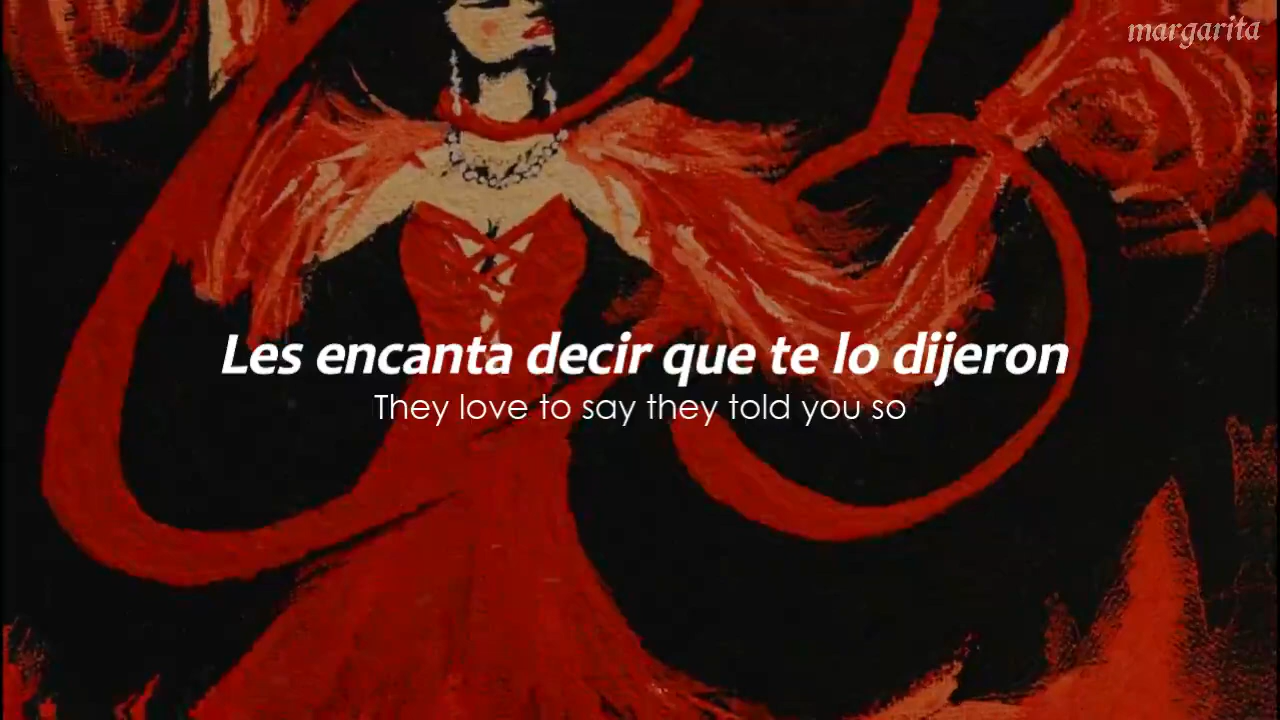 margarita
Les encanta decir que te lo dijeron
They love to say they told you so